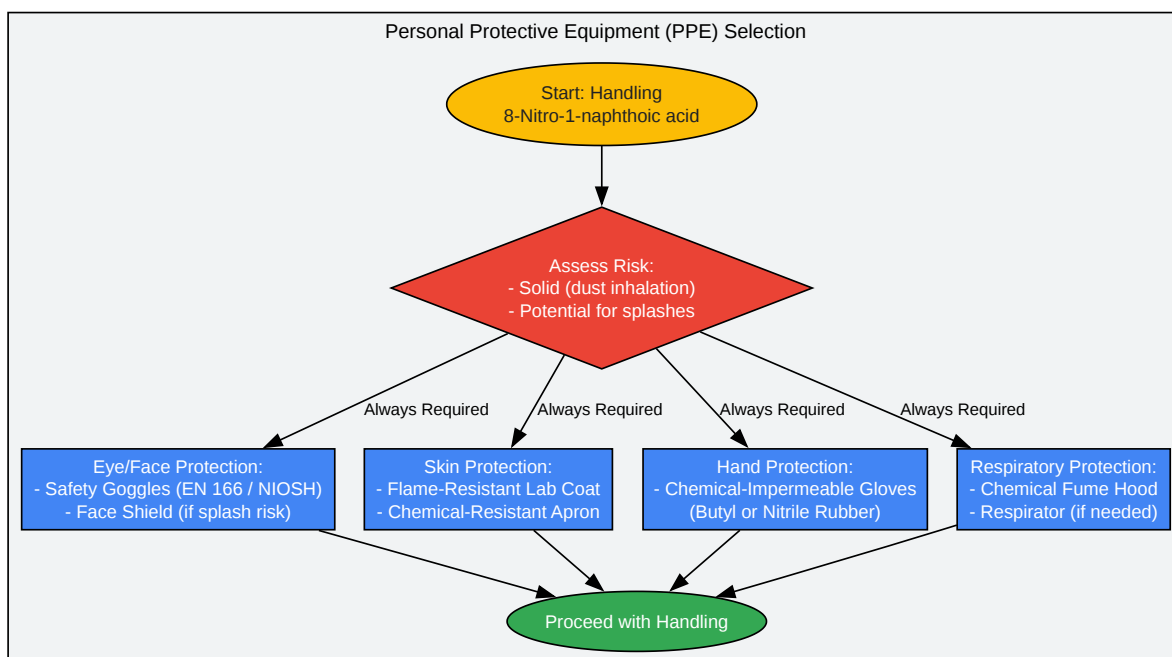 Personal Protective Equipment (PPE) Selection
Start: Handling
8-Nitro-1-naphthoic acid
Assess Risk:
- Solid (dust inhalation)
- Potential for splashes
Always Required
Always Required
Always Required
Always Required
Eye/Face Protection:
- Safety Goggles (EN 166 / NIOSH)
- Face Shield (if splash risk)
Skin Protection:
- Flame-Resistant Lab Coat
- Chemical-Resistant Apron
Hand Protection:
- Chemical-Impermeable Gloves
(Butyl or Nitrile Rubber)
Respiratory Protection:
- Chemical Fume Hood
- Respirator (if needed)
Proceed with Handling